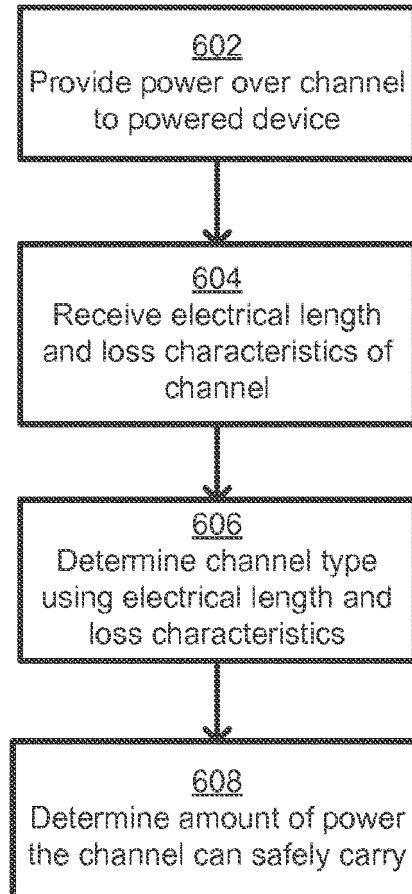 602
Provide power over channel
to powered device
604
Receive electrical length
and loss characteristics of
channel
606
Determine channel type
using electrical length and
loss characteristics
608
Determine amount of power
the channel can safely carry